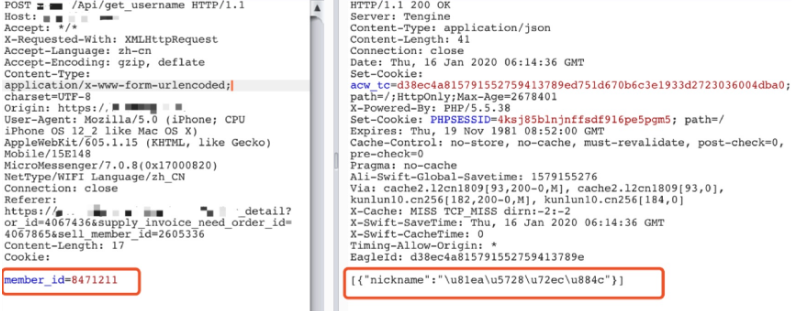 POST /Api/get_username HTTP/1.1
Host:
Accept: */*
X-Requested-With: XMLHttpRequest
Accept-Language: zh-cn
Accept-Encoding: gzip, deflate
Content-Type:
application/x-www-form-urlencoded;
charset=UTF-8
Origin: https:/
User-Agent: Mozilla/5.0 (iPhone; CPU
iPhone OS 12_2 like Mac OS X)
AppleWebKit/605.1.15 (KHTML, like Gecko)
Mobile/15E148
MicroMessenger/7.0.8(0x17000820)
NetType/WIFI Language/zh_CN
Connection: close
Referer:
https:/ _detail?
or_id=4067436&supply_invoice_need_order_id=
4067865&sell_member_id=2605336
Content-Length: 17
Cookie:
member_id=8471211
HTTP/1.1 200 OK
Server: Tengine
Content-Type: application/json
Content-Length: 41
Connection: close
Date: Thu, 16 Jan 2020 06:14:36 GMT
Set-Cookie:
acw_tc=d38ec4a815791552759413789ed751d670b6c3e1933d2723036004dba0;
path=/;HttpOnly;Max-Age=2678401
X-Powered-By: PHP/5.5.38
Set-Cookie: PHPSESSID=4ksj85blnjnffsdf916pe5pgm5; path=/
Expires: Thu, 19 Nov 1981 08:52:00 GMT
Cache-Control: no-store, no-cache, must-revalidate, post-check=0,
pre-check=0
Pragma: no-cache
Ali-Swift-Global-Savetime: 1579155276
Via: cache2.l2cn1809[93,200-0,M], cache2.l2cn1809[93,0],
kunlun10.cn256[182,200-0,M], kunlun10.cn256[184,0]
X-Cache: MISS TCP_MISS dirn:-2:-2
X-Swift-SaveTime: Thu, 16 Jan 2020 06:14:36 GMT
X-Swift-CacheTime: 0
Timing-Allow-Origin: *
EagleId: d38ec4a815791552759413789e
[{"nickname":"\u81ea\u5728\u72ec\u884c"}]